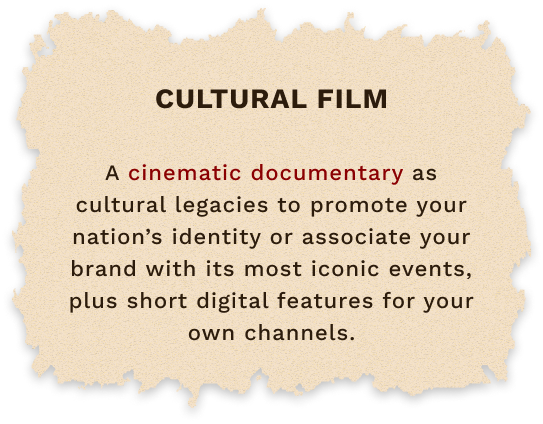 CULTURAL FILM
A cinematic documentary as
cultural legacies to promote your
nation’s identity or associate your
brand with its most iconic events,
plus short digital features for your
own channels.